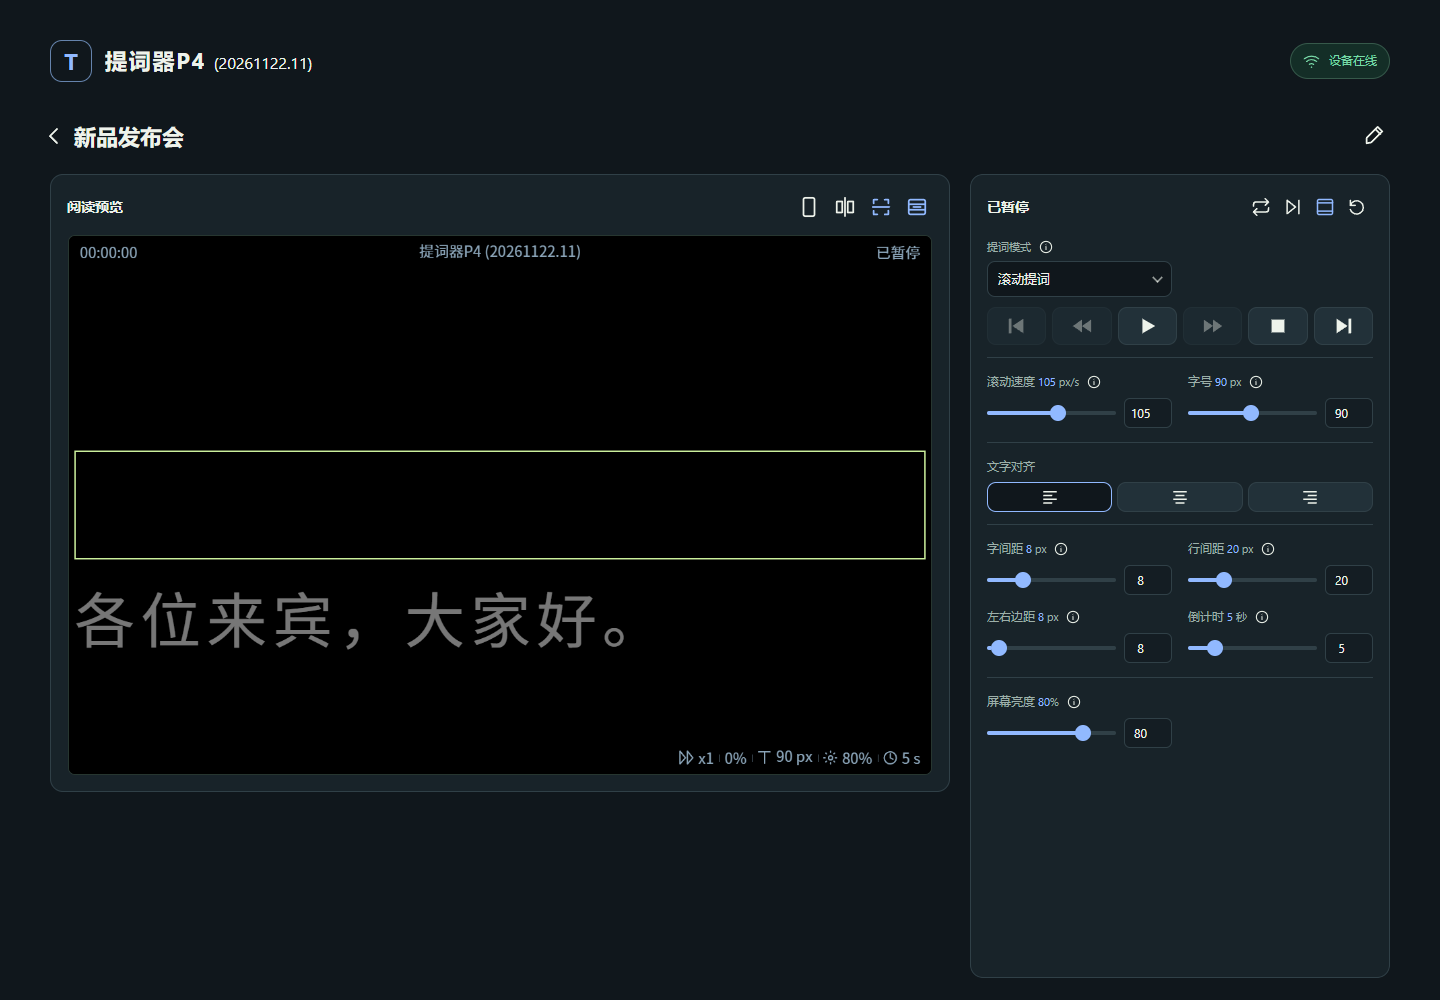 T 提词器P4 (20261122.11)
设备在线
新品发布会
阅读预览
00:00:00 提词器P4 (20261122.11) 已暂停
各位来宾，大家好。
x1 0% 90 px 80% 5 s
已暂停
提词模式
滚动提词
滚动速度 105 px/s
105
字号 90 px
90
文字对齐
字间距 8 px
8
行间距 20 px
20
左右边距 8 px
8
倒计时 5 秒
5
屏幕亮度 80%
80